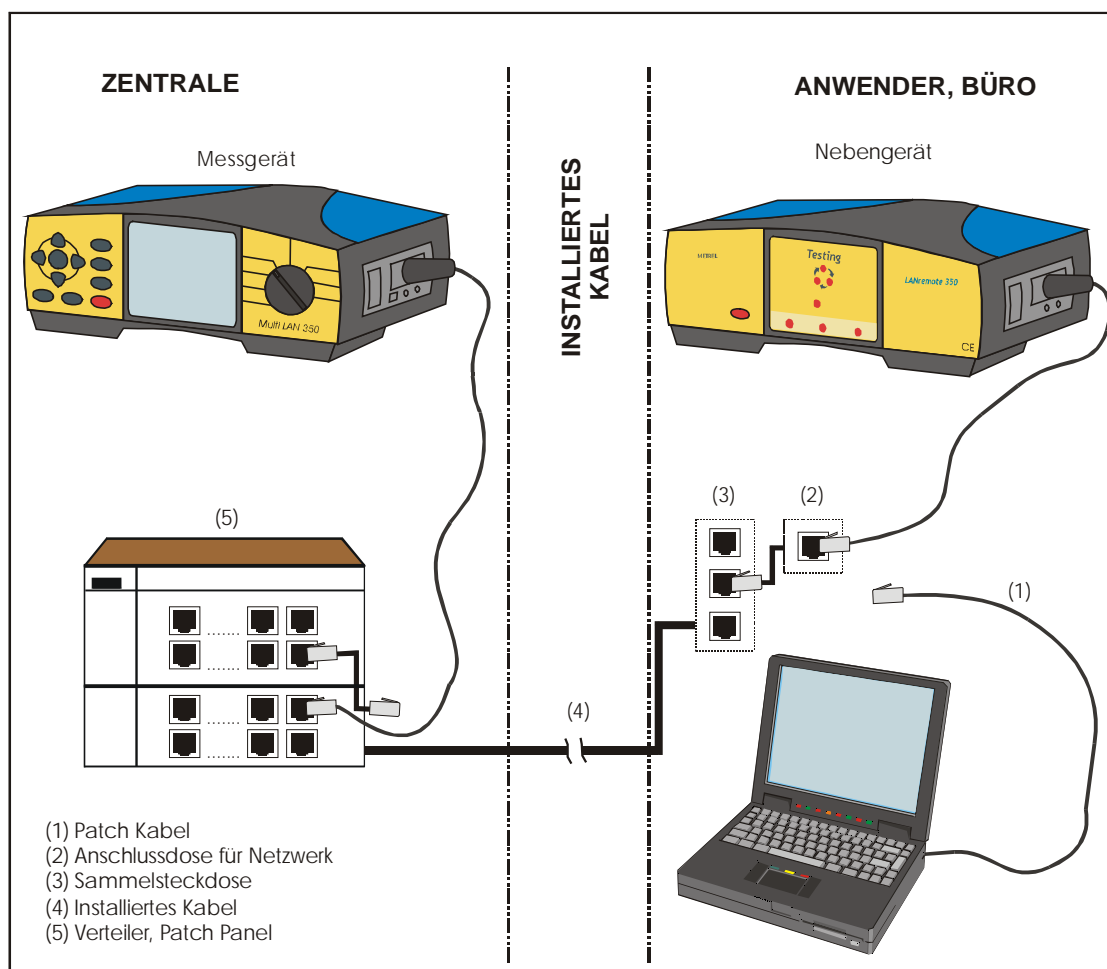 ZENTRALE
ANWENDER, BÜRO
Messgerät
Nebengerät
INSTALLIERTES
KABEL
Multi LAN 350
METREL
Testing
LANremote 350
CE
(5)
(3)
(2)
(1)
(4)
(1) Patch Kabel
(2) Anschlussdose für Netzwerk
(3) Sammelsteckdose
(4) Installiertes Kabel
(5) Verteiler, Patch Panel